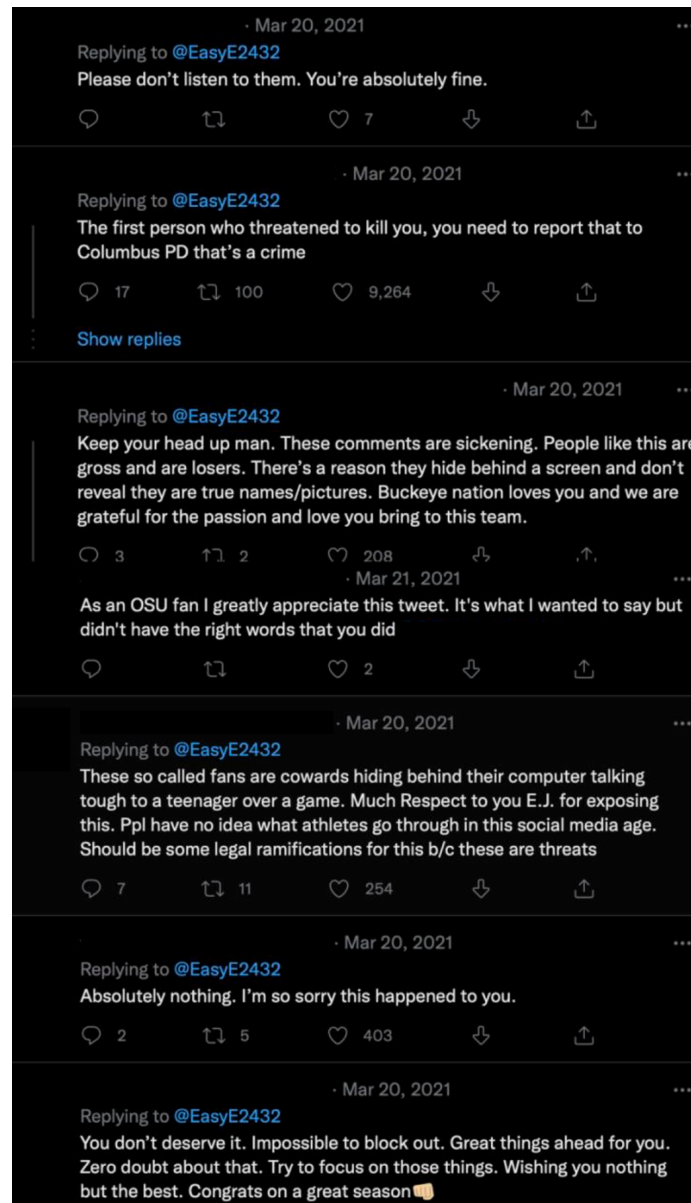 · Mar 20, 2021
Replying to @EasyE2432
Please don't listen to them. You're absolutely fine.
7
· Mar 20, 2021
Replying to @EasyE2432
The first person who threatened to kill you, you need to report that to
Columbus PD that's a crime
17 100 9,264
Show replies
· Mar 20, 2021
Replying to @EasyE2432
Keep your head up man. These comments are sickening. People like this are
gross and are losers. There's a reason they hide behind a screen and don't
reveal they are true names/pictures. Buckeye nation loves you and we are
grateful for the passion and love you bring to this team.
3 2 208
· Mar 21, 2021
As an OSU fan I greatly appreciate this tweet. It's what I wanted to say but
didn't have the right words that you did
2
· Mar 20, 2021
Replying to @EasyE2432
These so called fans are cowards hiding behind their computer talking
tough to a teenager over a game. Much Respect to you E.J. for exposing
this. Ppl have no idea what athletes go through in this social media age.
Should be some legal ramifications for this b/c these are threats
7 11 254
· Mar 20, 2021
Replying to @EasyE2432
Absolutely nothing. I'm so sorry this happened to you.
2 5 403
· Mar 20, 2021
Replying to @EasyE2432
You don't deserve it. Impossible to block out. Great things ahead for you.
Zero doubt about that. Try to focus on those things. Wishing you nothing
but the best. Congrats on a great season👊🏼